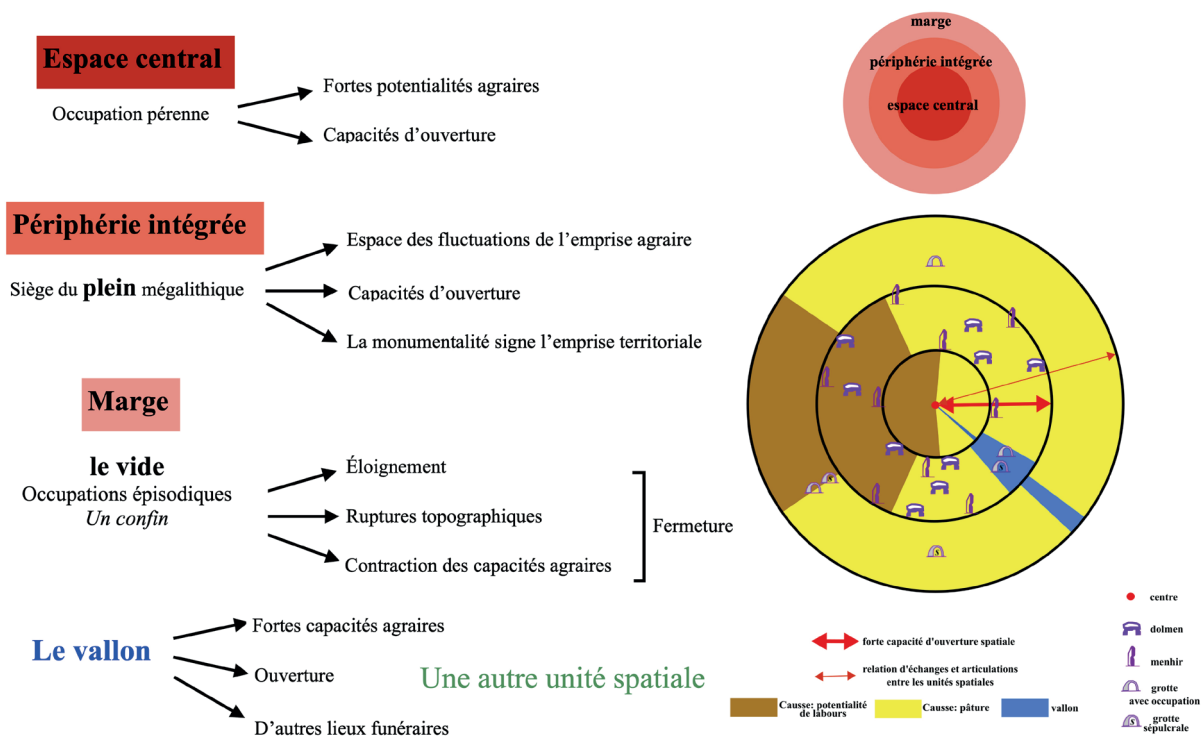 Espace central
Occupation pérenne
Fortes potentialités agraires
Capacités d'ouverture
Périphérie intégrée
Siège du plein mégalithique
Espace des fluctuations de l'emprise agraire
Capacités d'ouverture
La monumentalité signe l'emprise territoriale
Marge
le vide
Occupations épisodiques
Un confin
Éloignement
Ruptures topographiques
Contraction des capacités agraires
Fermeture
Le vallon
Fortes capacités agraires
Ouverture
D'autres lieux funéraires
Une autre unité spatiale
marge
périphérie intégrée
espace central
s
s
s
forte capacité d'ouverture spatiale
relation d'échanges et articulations
entre les unités spatiales
Causse: potentialité
de labours
Causse: pâture
vallon
centre
dolmen
menhir
grotte
avec occupation
s
grotte
sépulcrale